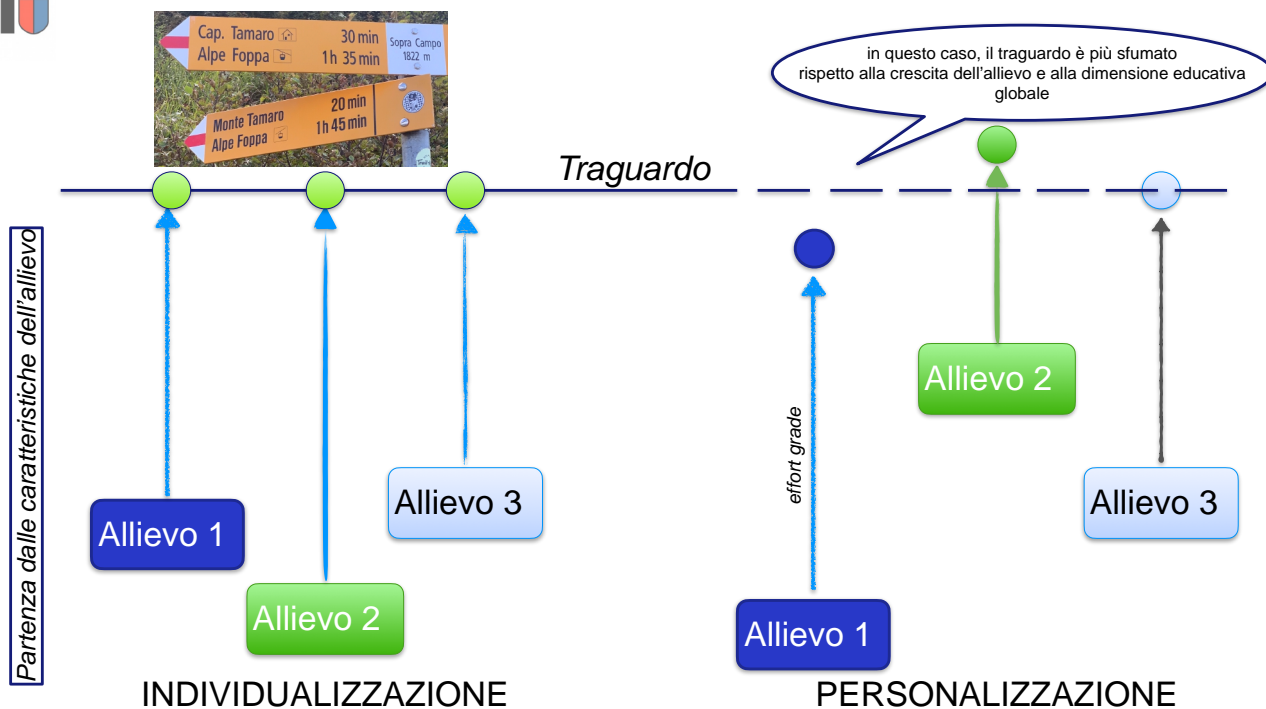 Cap. Tamaro 30 min
Alpe Foppa 1h 35 min
Sopra Campo
1822 m
Monte Tamaro 20 min
Alpe Foppa 1h 45 min
in questo caso, il traguardo è più sfumato
rispetto alla crescita dell'allievo e alla dimensione educativa
globale
Traguardo
Partenza dalle caratteristiche dell'allievo
Allievo 1
Allievo 2
Allievo 3
effort grade
Allievo 1
Allievo 2
Allievo 3
INDIVIDUALIZZAZIONE
PERSONALIZZAZIONE